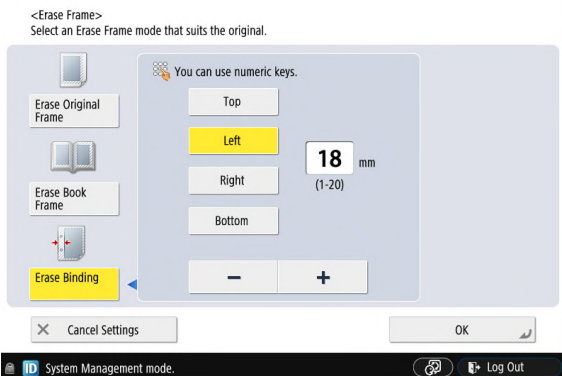 <Erase Frame>
Select an Erase Frame mode that suits the original.
You can use numeric keys.
Erase Original
Frame
Erase Book
Frame
Erase Binding
Top
Left
Right
Bottom
18 mm
(1-20)
−
+
Cancel Settings
OK
ID System Management mode.
Log Out